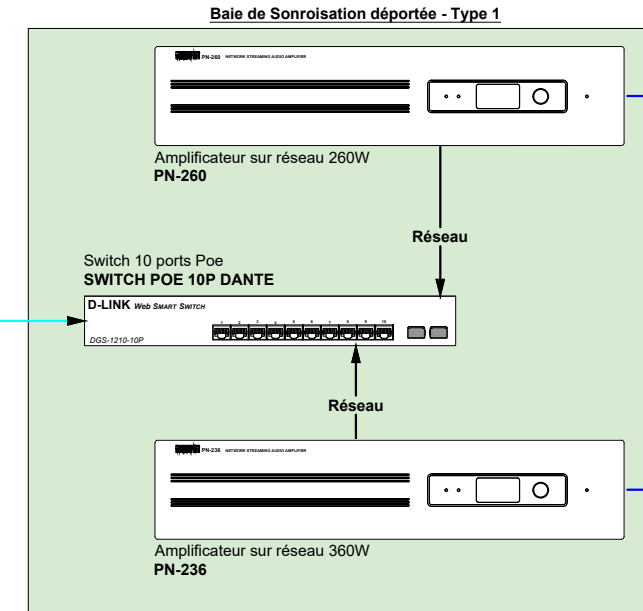 Baie de Sonroisation déportée - Type 1
PN-260 NETWORK STREAMING AUDIO AMPLIFIER
Amplificateur sur réseau 260W
PN-260
Réseau
Switch 10 ports Poe
SWITCH POE 10P DANTE
D-LINK WEB SMART SWITCH
1 2 3 4 5 6 7 8 9 10
DGS-1210-10P
Réseau
PN-236 NETWORK STREAMING AUDIO AMPLIFIER
Amplificateur sur réseau 360W
PN-236